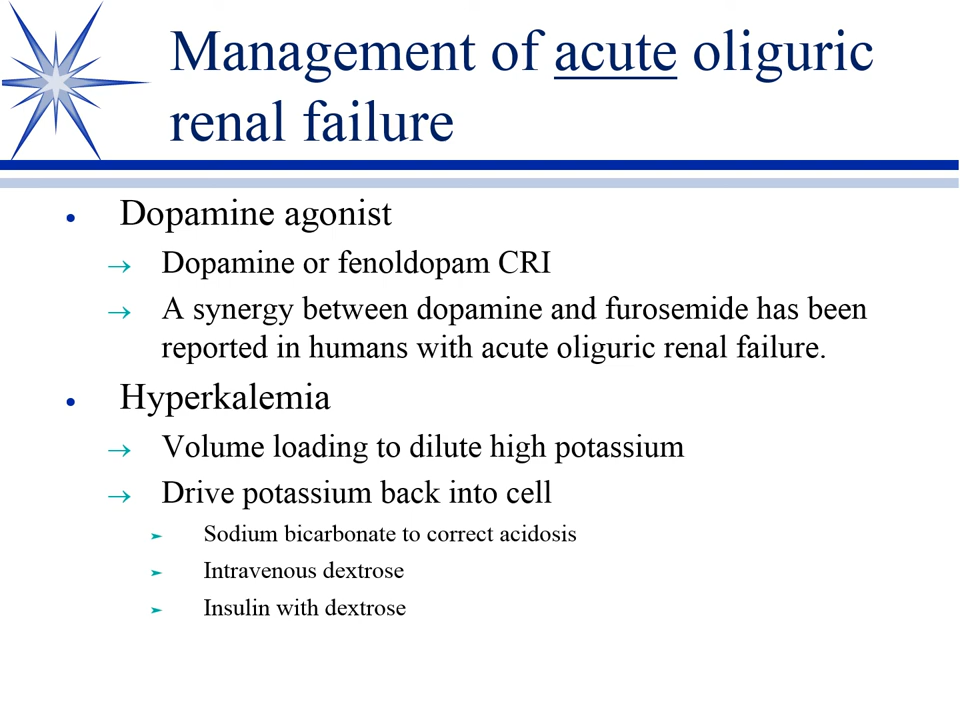 Management of acute oliguric
renal failure
• Dopamine agonist
→ Dopamine or fenoldopam CRI
→ A synergy between dopamine and furosemide has been
reported in humans with acute oliguric renal failure.
• Hyperkalemia
→ Volume loading to dilute high potassium
→ Drive potassium back into cell
➤ Sodium bicarbonate to correct acidosis
➤ Intravenous dextrose
➤ Insulin with dextrose